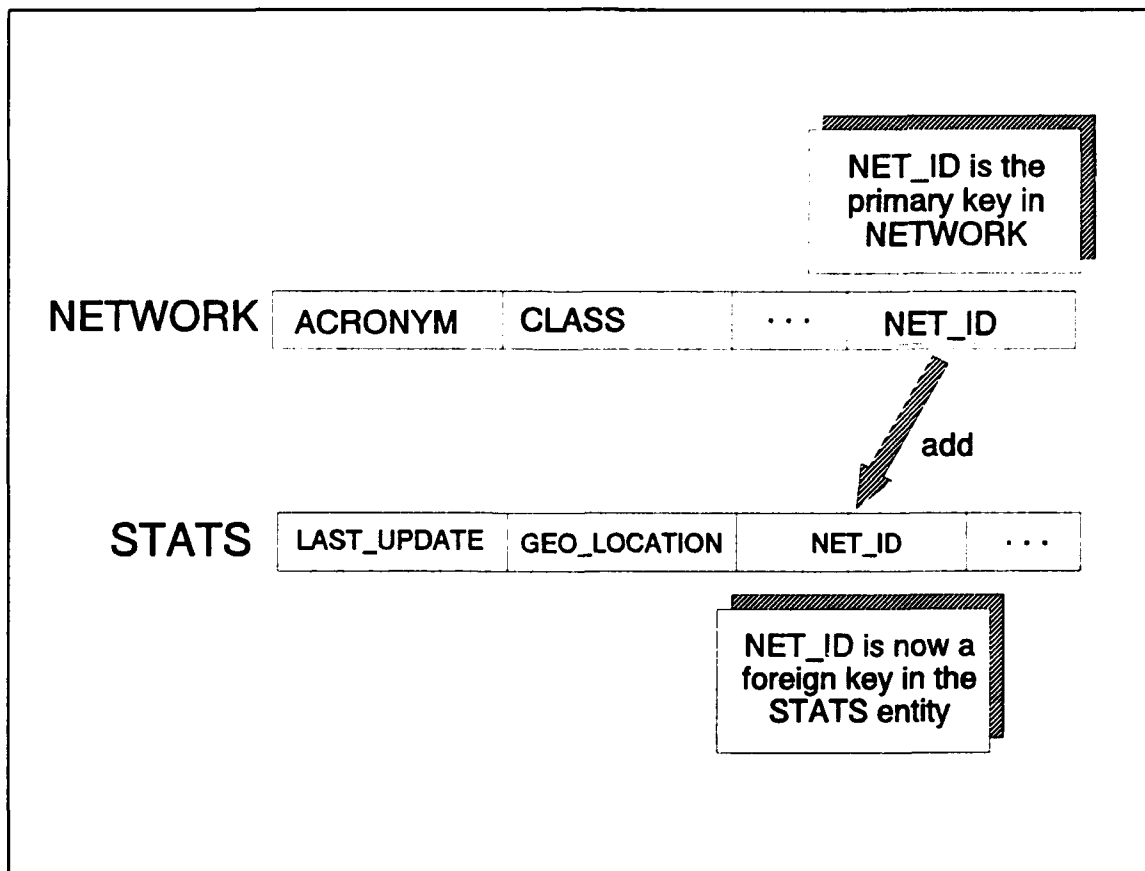 NET_ID is the
primary key in
NETWORK
NETWORK ACRONYM CLASS ... NET_ID
add
STATS LAST_UPDATE GEO_LOCATION NET_ID ...
NET_ID is now a
foreign key in the
STATS entity